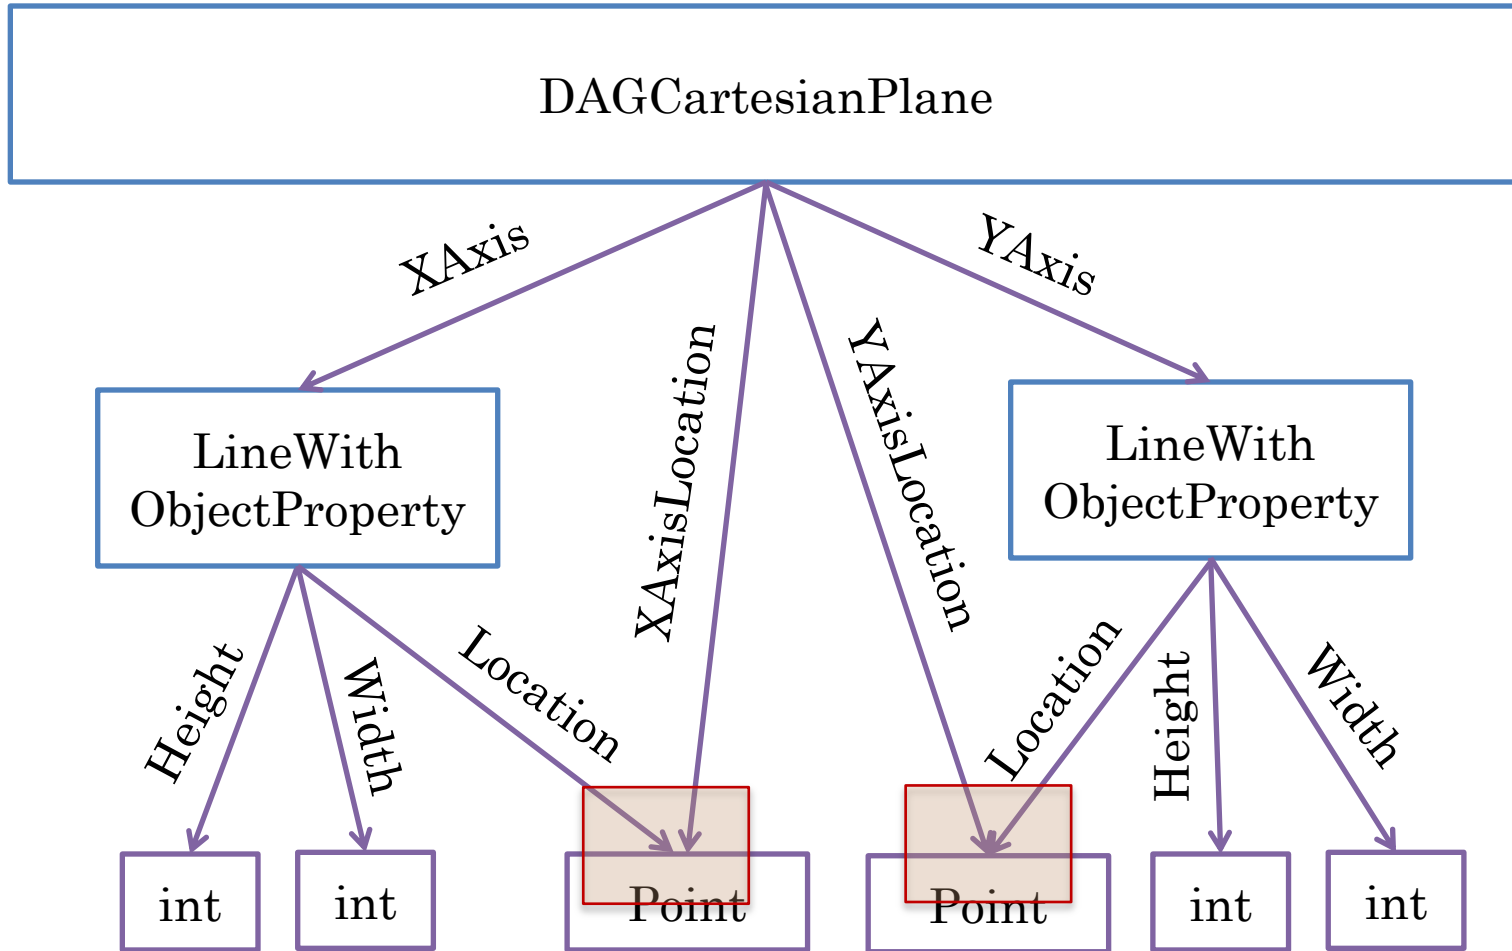 DAGCartesianPlane
XAxis
YAxis
XAxisLocation
YAxisLocation
LineWith
ObjectProperty
LineWith
ObjectProperty
Height
Width
Location
Location
Height
Width
int
int
Point
Point
int
int